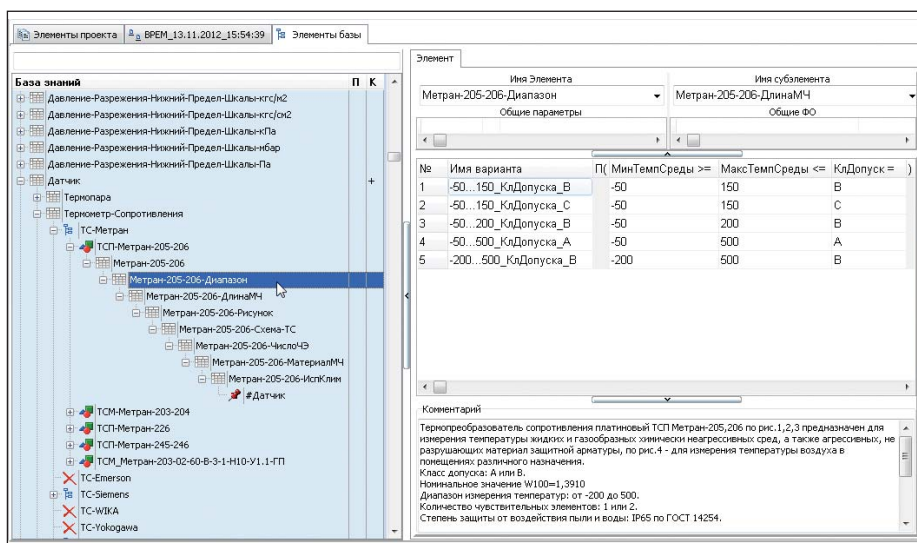 Элементы проекта
ВРЕМ_13.11.2012_15:54:39
Элементы базы
База знаний П К
Давление-Разрежения-Нижний-Предел-Шкалы-кгс/м2
Давление-Разрежения-Нижний-Предел-Шкалы-кгс/см2
Давление-Разрежения-Нижний-Предел-Шкалы-кПа
Давление-Разрежения-Нижний-Предел-Шкалы-мбар
Давление-Разрежения-Нижний-Предел-Шкалы-Па
Датчик +
Термопара
Термометр-Сопротивления
ТС-Метран
ТСП-Метран-205-206
Метран-205-206
Метран-205-206-Диапазон
Метран-205-206-ДлинаМЧ
Метран-205-206-Рисунок
Метран-205-206-Схема-ТС
Метран-205-206-ЧислоЧЭ
Метран-205-206-МатериалМЧ
Метран-205-206-ИспКлим
#Датчик
ТСМ-Метран-203-204
ТСП-Метран-226
ТСП-Метран-245-246
ТСМ_Метран-203-02-60-В-3-1-Н10-У1.1-ГП
ТС-Emerson
ТС-Siemens
ТС-WIKA
ТС-Yokogawa
Элемент
Имя Элемента Имя субэлемента
Метран-205-206-Диапазон Метран-205-206-ДлинаМЧ
Общие параметры Общие ФО
№ Имя варианта П( МинТемпСреды >= МаксТемпСреды <= КлДопуск = )
1 -50...150_КлДопуска_В -50 150 В
2 -50...150_КлДопуска_С -50 150 С
3 -50...200_КлДопуска_В -50 200 В
4 -50...500_КлДопуска_А -50 500 А
5 -200...500_КлДопуска_В -200 500 В
Комментарий
Термопреобразователь сопротивления платиновый ТСП Метран-205,206 по рис.1,2,3 предназначен для
измерения температуры жидких и газообразных химически неагрессивных сред, а также агрессивных, не
разрушающих материал защитной арматуры, по рис.4 - для измерения температуры воздуха в
помещениях различного назначения.
Класс допуска: А или В.
Номинальное значение W100=1,3910
Диапазон измерения температур: от -200 до 500.
Количество чувствительных элементов: 1 или 2.
Степень защиты от воздействия пыли и воды: IP65 по ГОСТ 14254.